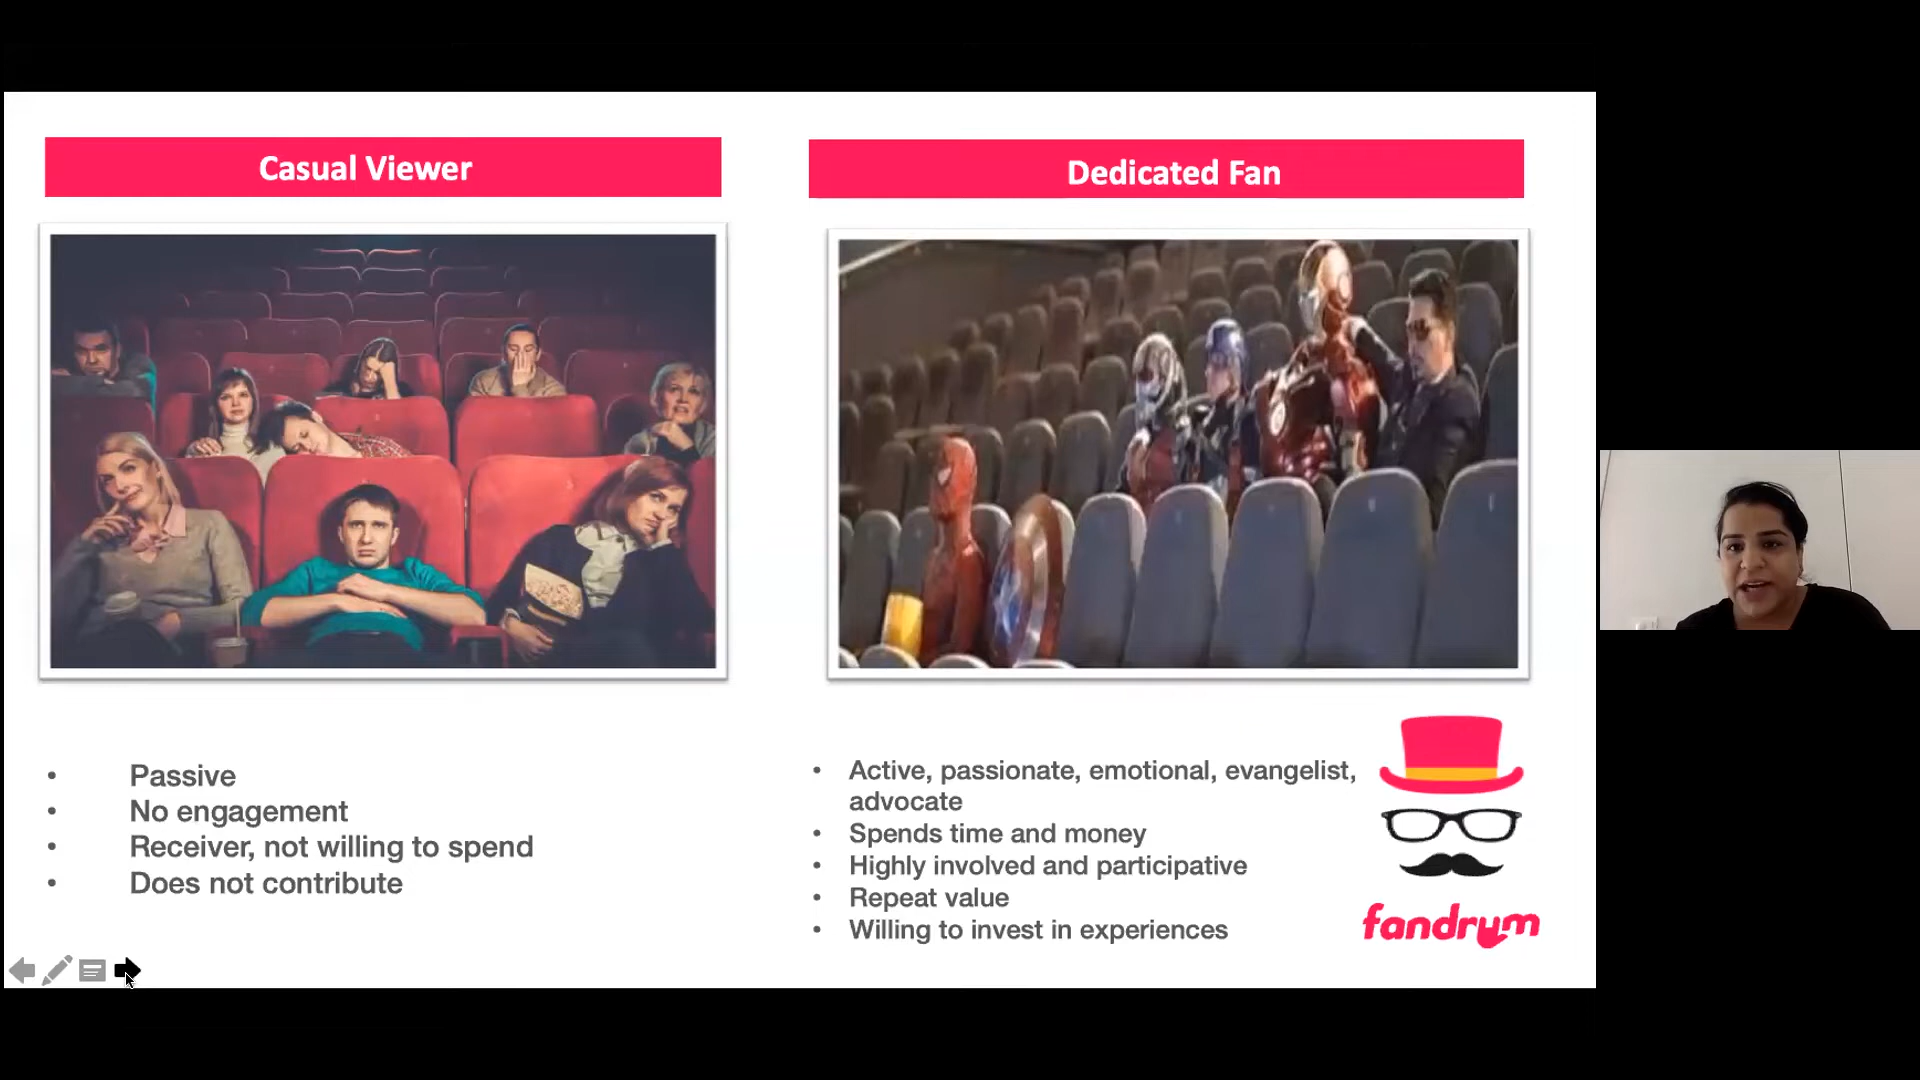 Casual Viewer
Dedicated Fan
• Passive
• No engagement
• Receiver, not willing to spend
• Does not contribute
• Active, passionate, emotional, evangelist,
advocate
• Spends time and money
• Highly involved and participative
• Repeat value
• Willing to invest in experiences
fandrum